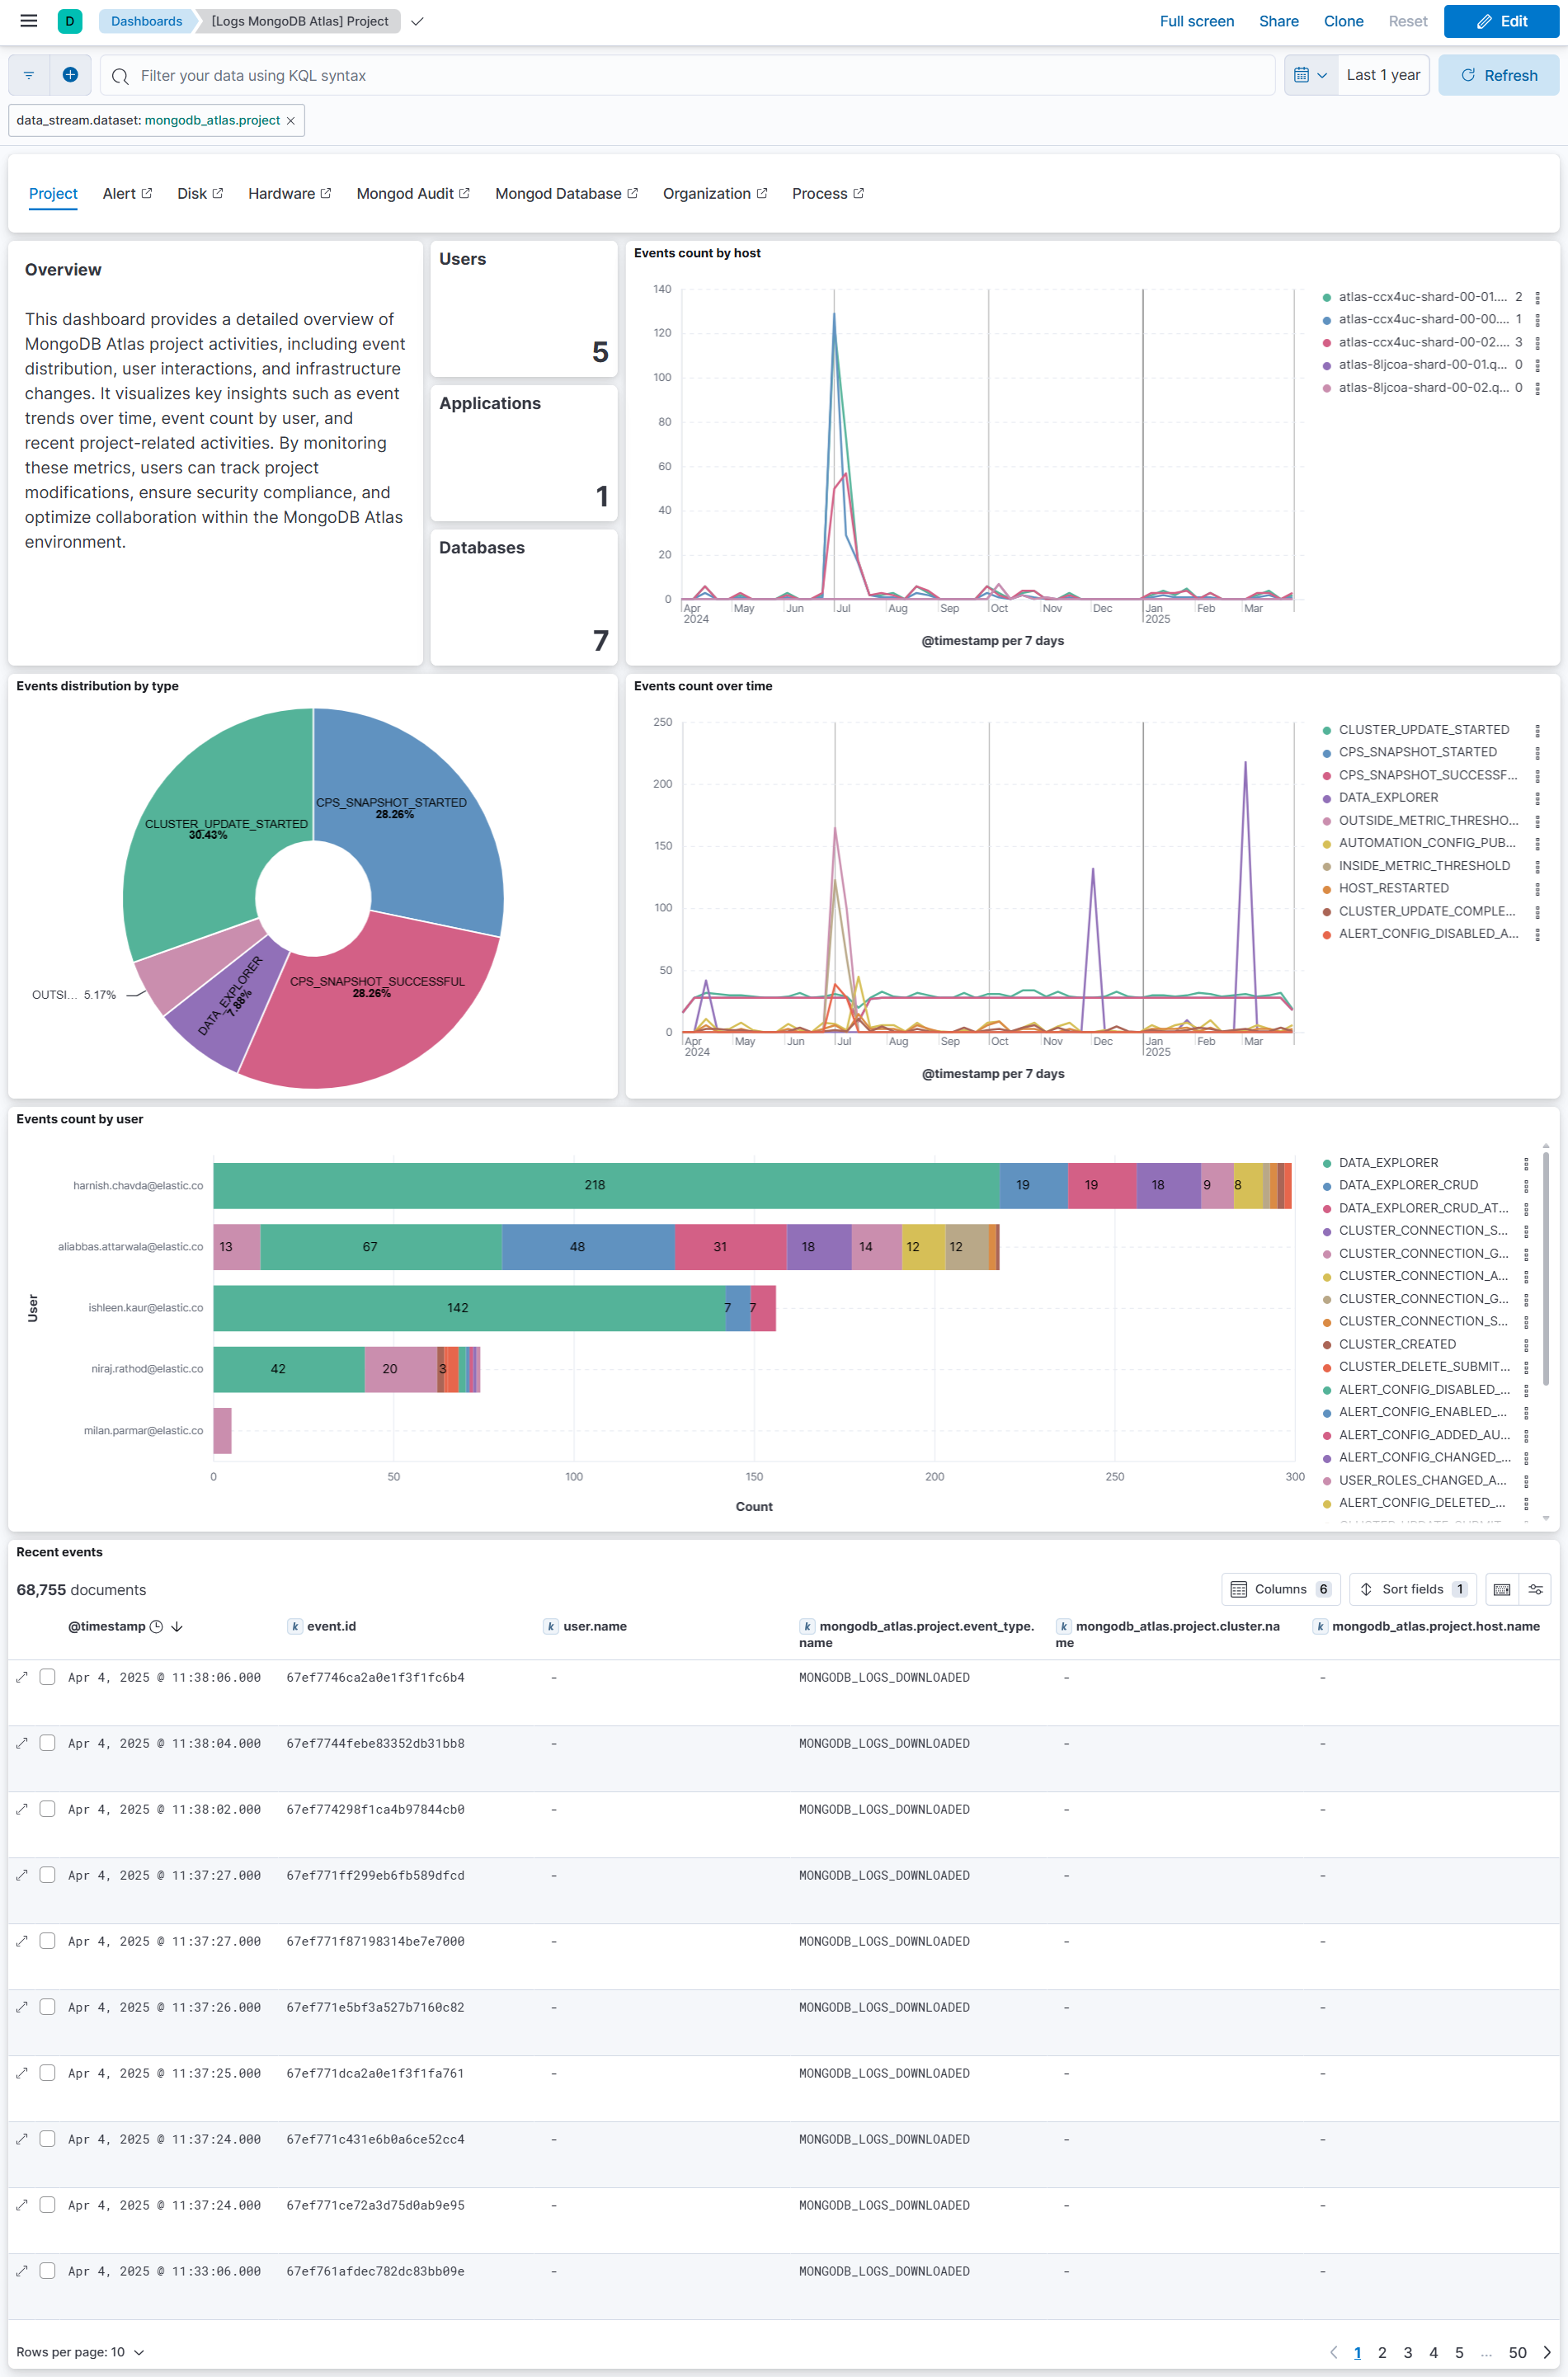 D Dashboards [Logs MongoDB Atlas] Project Full screen Share Clone Reset Edit
Filter your data using KQL syntax Last 1 year Refresh
data_stream.dataset: mongodb_atlas.project
Project Alert Disk Hardware Mongod Audit Mongod Database Organization Process
Overview
This dashboard provides a detailed overview of
MongoDB Atlas project activities, including event
distribution, user interactions, and infrastructure
changes. It visualizes key insights such as event
trends over time, event count by user, and
recent project-related activities. By monitoring
these metrics, users can track project
modifications, ensure security compliance, and
optimize collaboration within the MongoDB Atlas
environment.
Users
5
Applications
1
Databases
7
Events count by host
140
120
100
80
60
40
20
0
Apr May Jun Jul Aug Sep Oct Nov Dec Jan Feb Mar
2024 2025
@timestamp per 7 days
atlas-ccx4uc-shard-00-01.... 2
atlas-ccx4uc-shard-00-00.... 1
atlas-ccx4uc-shard-00-02.... 3
atlas-8ljcoa-shard-00-01.q... 0
atlas-8ljcoa-shard-00-02.q... 0
Events distribution by type
CPS_SNAPSHOT_STARTED
28.26%
CLUSTER_UPDATE_STARTED
30.43%
CPS_SNAPSHOT_SUCCESSFUL
28.26%
DATA_EXPLORER
7.88%
OUTSI... 5.17%
Events count over time
250
200
150
100
50
0
Apr May Jun Jul Aug Sep Oct Nov Dec Jan Feb Mar
2024 2025
@timestamp per 7 days
CLUSTER_UPDATE_STARTED
CPS_SNAPSHOT_STARTED
CPS_SNAPSHOT_SUCCESSF...
DATA_EXPLORER
OUTSIDE_METRIC_THRESHO...
AUTOMATION_CONFIG_PUB...
INSIDE_METRIC_THRESHOLD
HOST_RESTARTED
CLUSTER_UPDATE_COMPLE...
ALERT_CONFIG_DISABLED_A...
Events count by user
User
harnish.chavda@elastic.co 218 19 19 18 9 8
aliabbas.attarwala@elastic.co 13 67 48 31 18 14 12 12
ishleen.kaur@elastic.co 142 7 7
niraj.rathod@elastic.co 42 20 3
milan.parmar@elastic.co
0 50 100 150 200 250 300
Count
DATA_EXPLORER
DATA_EXPLORER_CRUD
DATA_EXPLORER_CRUD_AT...
CLUSTER_CONNECTION_S...
CLUSTER_CONNECTION_G...
CLUSTER_CONNECTION_A...
CLUSTER_CONNECTION_G...
CLUSTER_CONNECTION_S...
CLUSTER_CREATED
CLUSTER_DELETE_SUBMIT...
ALERT_CONFIG_DISABLED_...
ALERT_CONFIG_ENABLED_...
ALERT_CONFIG_ADDED_AU...
ALERT_CONFIG_CHANGED_...
USER_ROLES_CHANGED_A...
ALERT_CONFIG_DELETED_...
Recent events
68,755 documents Columns 6 Sort fields 1
@timestamp k event.id k user.name k mongodb_atlas.project.event_type. k mongodb_atlas.project.cluster.na k mongodb_atlas.project.host.name
name me
Apr 4, 2025 @ 11:38:06.000 67ef7746ca2a0e1f3f1fc6b4 - MONGODB_LOGS_DOWNLOADED - -
Apr 4, 2025 @ 11:38:04.000 67ef7744febe83352db31bb8 - MONGODB_LOGS_DOWNLOADED - -
Apr 4, 2025 @ 11:38:02.000 67ef774298f1ca4b97844cb0 - MONGODB_LOGS_DOWNLOADED - -
Apr 4, 2025 @ 11:37:27.000 67ef771ff299eb6fb589dfcd - MONGODB_LOGS_DOWNLOADED - -
Apr 4, 2025 @ 11:37:27.000 67ef771f87198314be7e7000 - MONGODB_LOGS_DOWNLOADED - -
Apr 4, 2025 @ 11:37:26.000 67ef771e5bf3a527b7160c82 - MONGODB_LOGS_DOWNLOADED - -
Apr 4, 2025 @ 11:37:25.000 67ef771dca2a0e1f3f1fa761 - MONGODB_LOGS_DOWNLOADED - -
Apr 4, 2025 @ 11:37:24.000 67ef771c431e6b0a6ce52cc4 - MONGODB_LOGS_DOWNLOADED - -
Apr 4, 2025 @ 11:37:24.000 67ef771ce72a3d75d0ab9e95 - MONGODB_LOGS_DOWNLOADED - -
Apr 4, 2025 @ 11:33:06.000 67ef761afdec782dc83bb09e - MONGODB_LOGS_DOWNLOADED - -
Rows per page: 10 1 2 3 4 5 ... 50